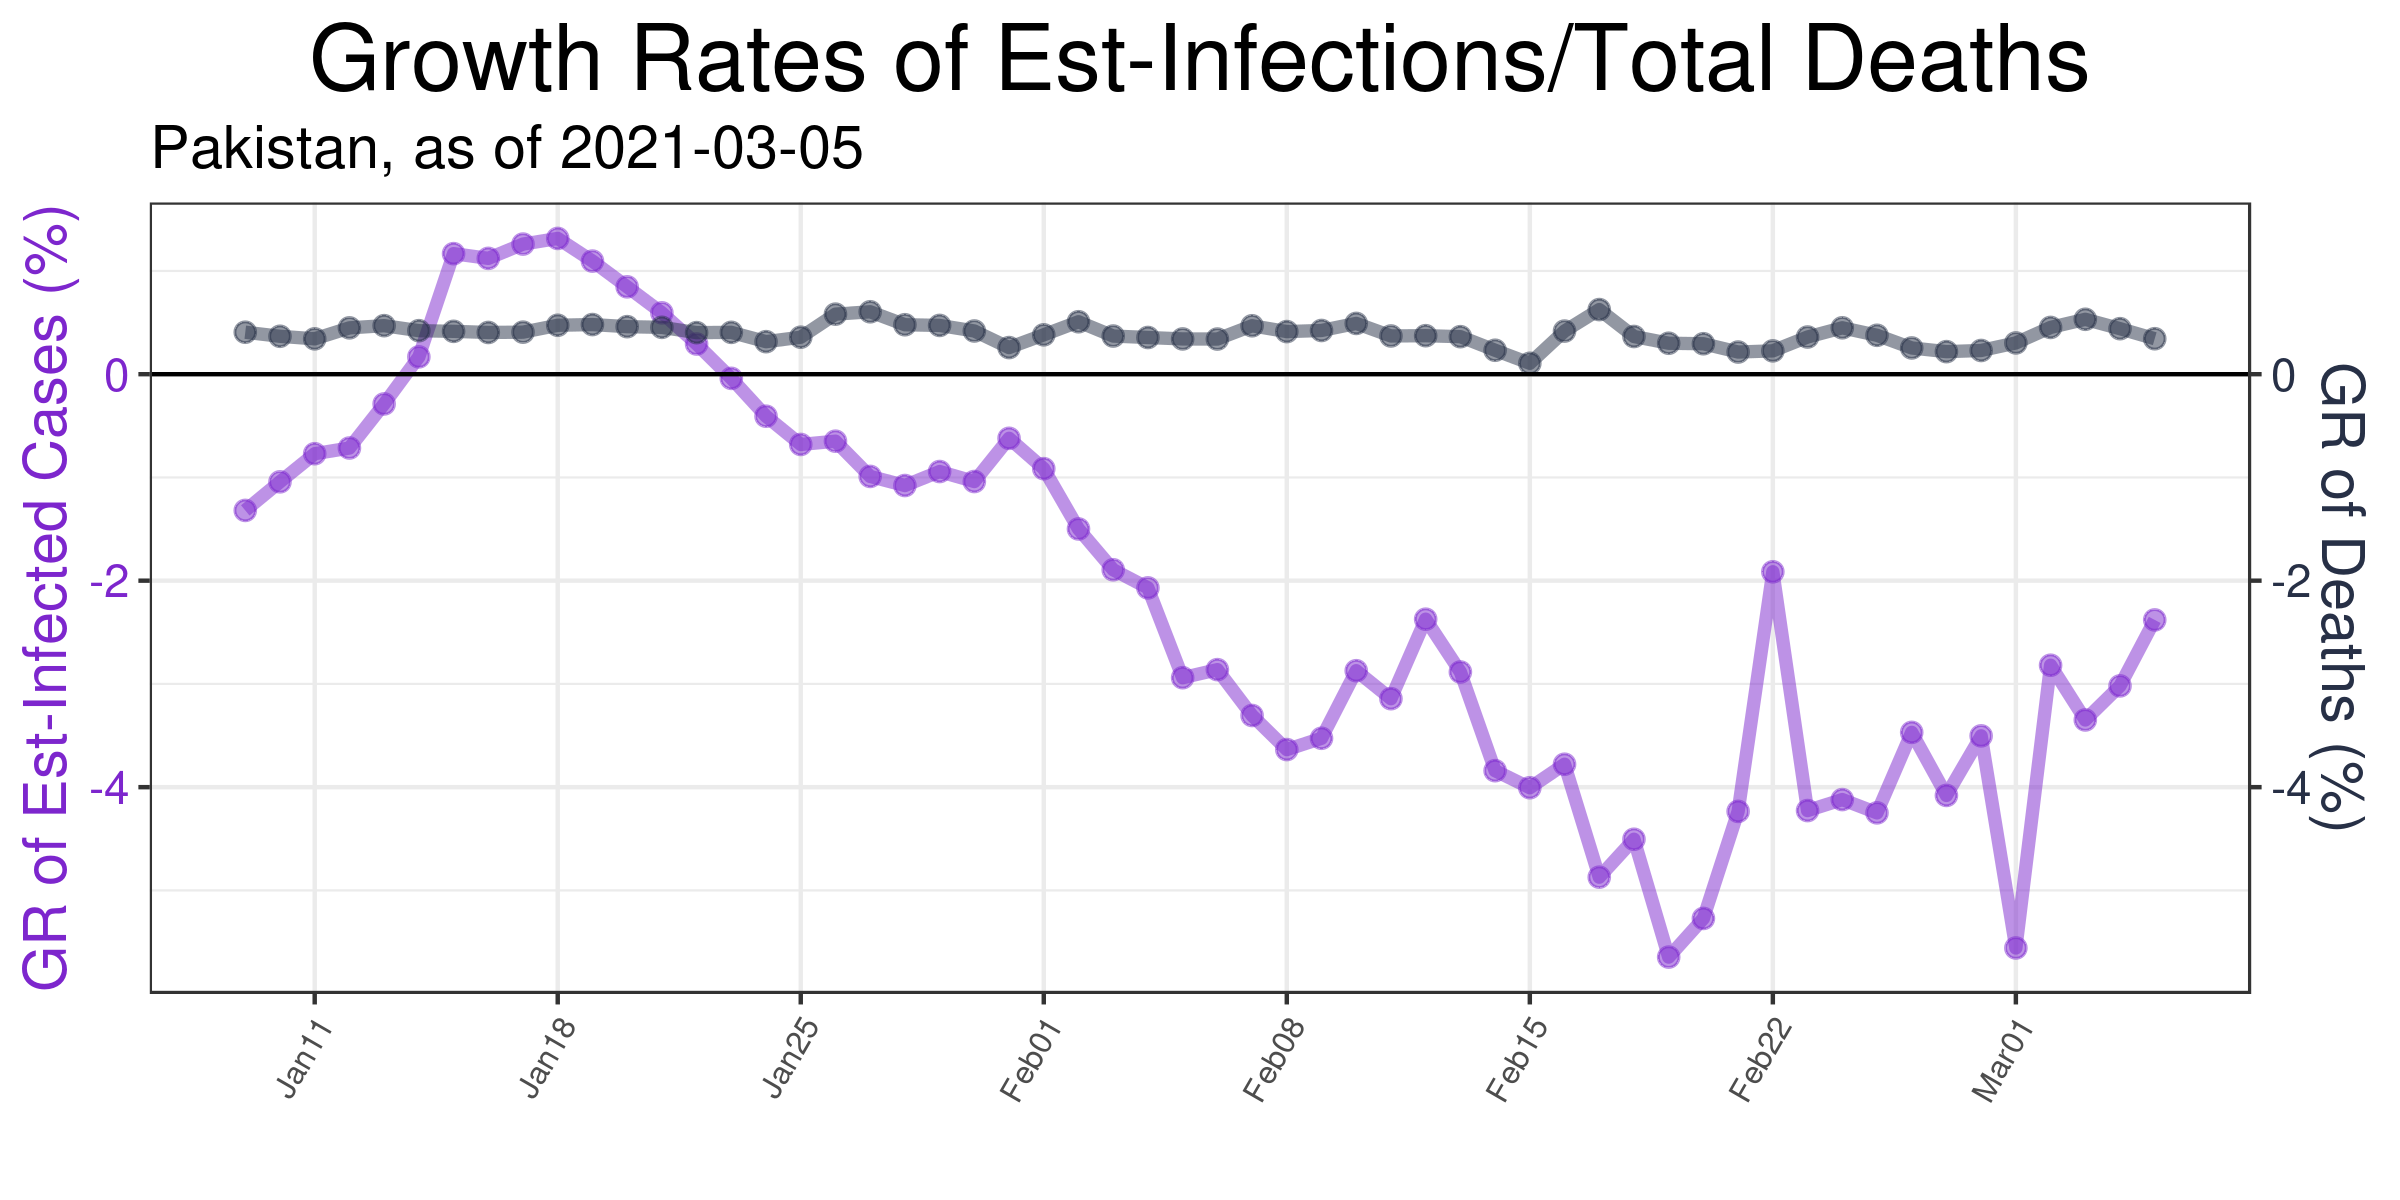 Growth Rates of Est-Infections/Total Deaths
Pakistan, as of 2021-03-05
GR of Est-Infected Cases (%)
0
-2
-4
0
-2
-4
GR of Deaths (%)
Jan11
Jan18
Jan25
Feb01
Feb08
Feb15
Feb22
Mar01